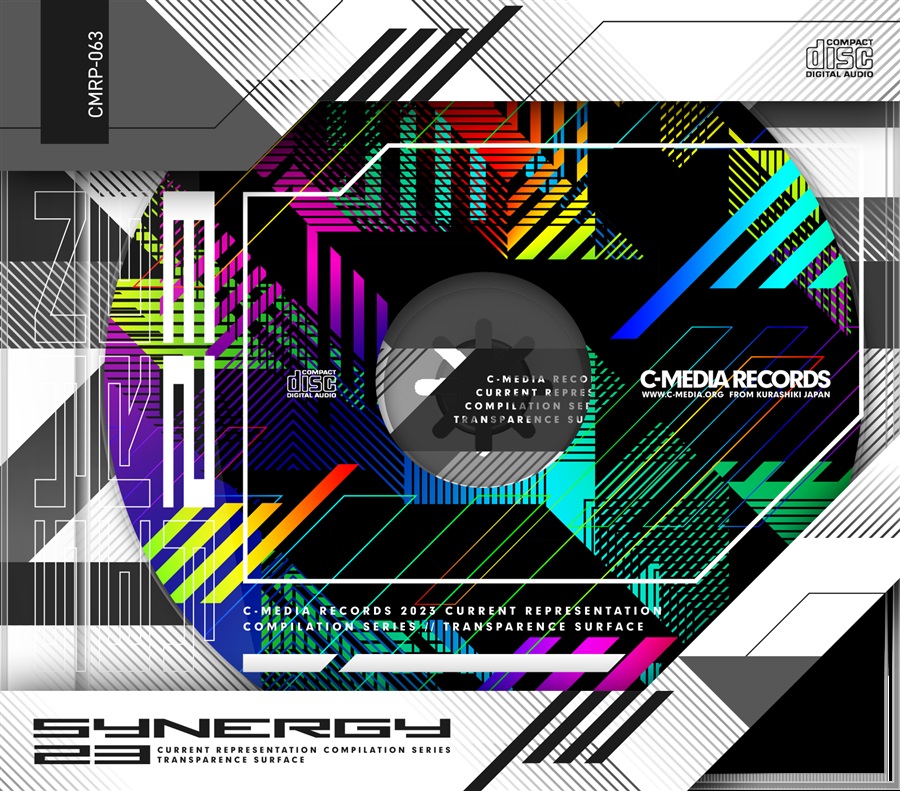 CMRP-063
COMPACT
disc
DIGITAL AUDIO
COMPACT
disc
DIGITAL AUDIO
C-MEDIA RECO
CURRENT REPRES
COMPILATION SE
TRANSPARENCE SU
C-MEDIA RECORDS
WWW.C-MEDIA.ORG FROM KURASHIKI JAPAN
C-MEDIA RECORDS 2023 CURRENT REPRESENTATION
COMPILATION SERIES // TRANSPARENCE SURFACE
SYNERGY
23
CURRENT REPRESENTATION COMPILATION SERIES
TRANSPARENCE SURFACE